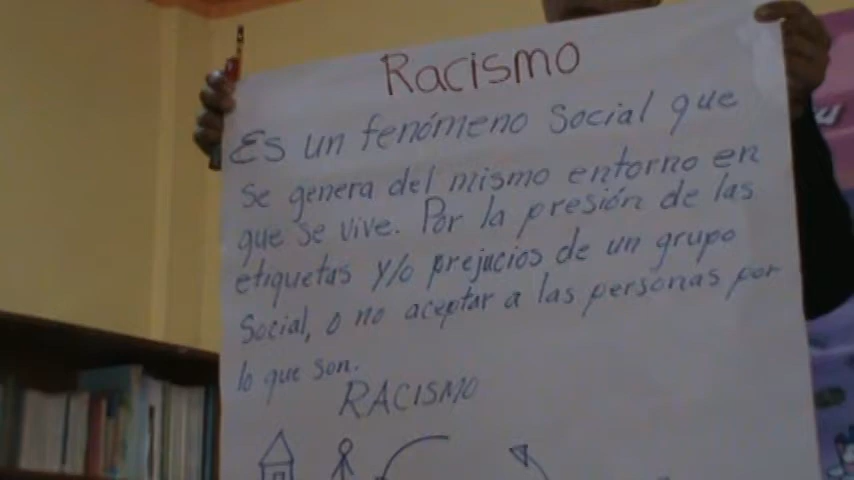 Racismo
Es un fenómeno social que
se genera del mismo entorno en
que se vive. Por la presión de las
etiquetas y/o prejucios de un grupo
Social, o no aceptar a las personas por
lo que son.
RACISMO